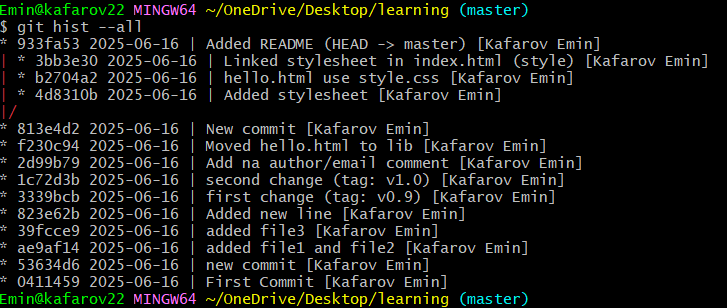 Emin@kafarov22 MINGW64 ~/OneDrive/Desktop/learning (master)
$ git hist --all
* 933fa53 2025-06-16 | Added README (HEAD -> master) [Kafarov Emin]
| * 3bb3e30 2025-06-16 | Linked stylesheet in index.html (style) [Kafarov Emin]
| * b2704a2 2025-06-16 | hello.html use style.css [Kafarov Emin]
| * 4d8310b 2025-06-16 | Added stylesheet [Kafarov Emin]
|/
* 813e4d2 2025-06-16 | New commit [Kafarov Emin]
* f230c94 2025-06-16 | Moved hello.html to lib [Kafarov Emin]
* 2d99b79 2025-06-16 | Add na author/email comment [Kafarov Emin]
* 1c72d3b 2025-06-16 | second change (tag: v1.0) [Kafarov Emin]
* 3339bcb 2025-06-16 | first change (tag: v0.9) [Kafarov Emin]
* 823e62b 2025-06-16 | Added new line [Kafarov Emin]
* 39fcce9 2025-06-16 | added file3 [Kafarov Emin]
* ae9af14 2025-06-16 | added file1 and file2 [Kafarov Emin]
* 53634d6 2025-06-16 | new commit [Kafarov Emin]
* 0411459 2025-06-16 | First Commit [Kafarov Emin]
Emin@kafarov22 MINGW64 ~/OneDrive/Desktop/learning (master)